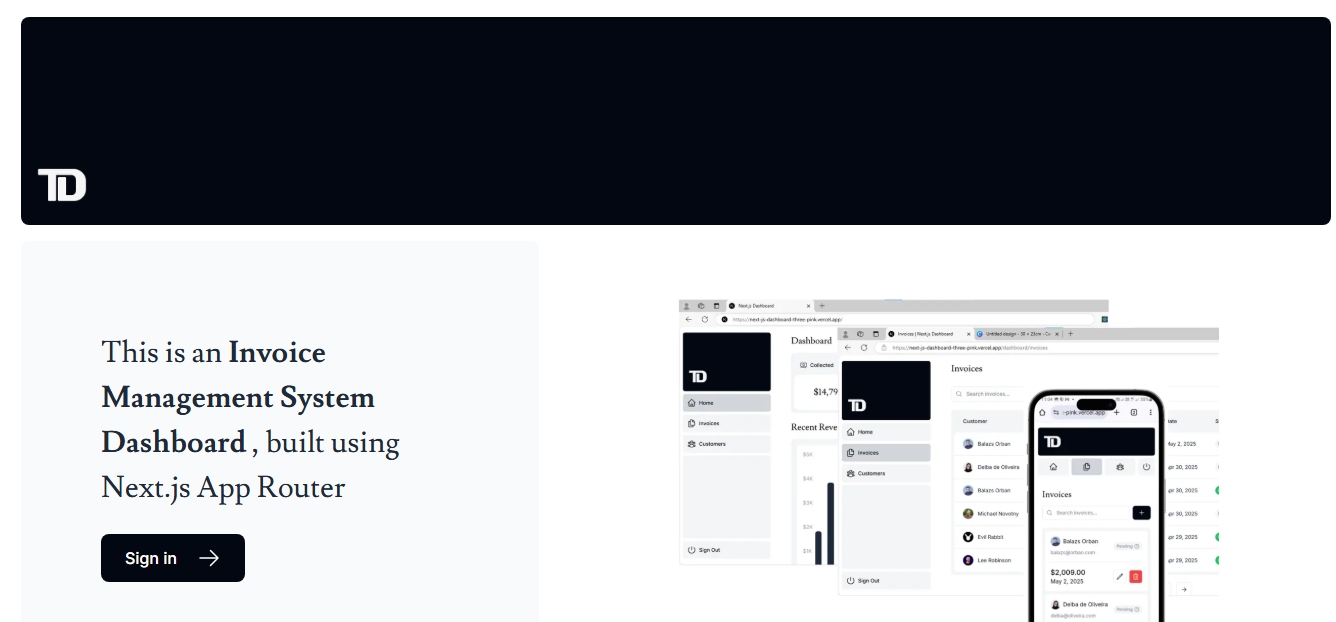 TD
This is an Invoice
Management System
Dashboard , built using
Next.js App Router
Sign in
Next.js Dashboard
https://next-js-dashboard-three-pink.vercel.app/
TD
Home
Invoices
Customers
Sign Out
Dashboard
Collected
$14,79
Recent Reve
$5K
$4K
$3K
$2K
$1K
Invoices | Next.js Dashboard
Untitled design - 30 × 23cm - C
https://next-js-dashboard-three-pink.vercel.app/dashboard/invoices
TD
Home
Invoices
Customers
Sign Out
Invoices
Search invoices...
Customer
Balazs Orban
Delba de Oliveira
Balazs Orban
Michael Novotny
Evil Rabbit
Lee Robinson
ate
S
May 2, 2025
pr 30, 2025
pr 30, 2025
pr 30, 2025
pr 29, 2025
pr 29, 2025
-pink.vercel.app
TD
Invoices
Search invoices...
Balazs Orban
balazs@orban.com
Pending
$2,009.00
May 2, 2025
Delba de Oliveira
delba@oliveira.com
Pending